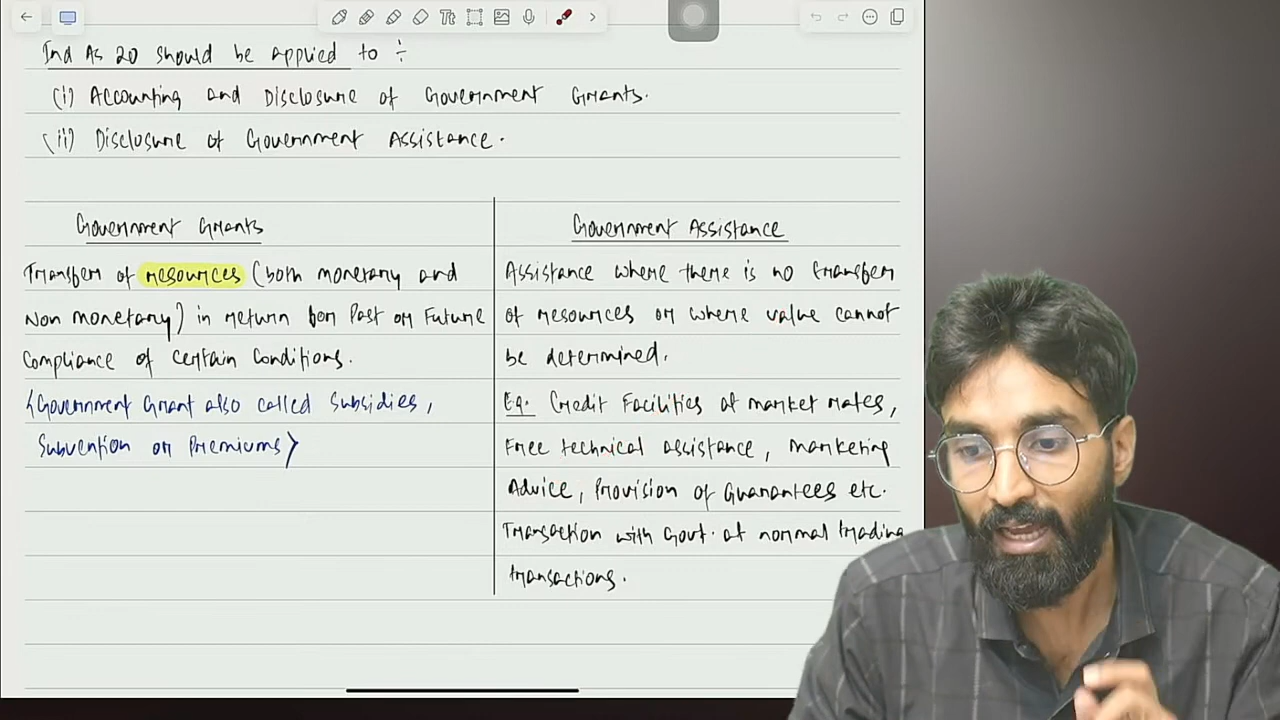 Ind As 20 should be applied to ÷
(i) Accounting and Disclosure of Government Grants.
(ii) Disclosure of Government Assistance.
Government Grants
Transfer of resources (both monetary and
Non monetary) in return for Past or Future
Compliance of certain conditions.
(Government Grant also called Subsidies,
Subvention or Premiums)
Government Assistance
Assistance where there is no transfer
of resources or where value cannot
be determined.
Eg. Credit Facilities at market rates,
Free technical assistance, marketing
Advice, Provision of Guarantees etc.
Transaction with Govt. at normal trading
transactions.